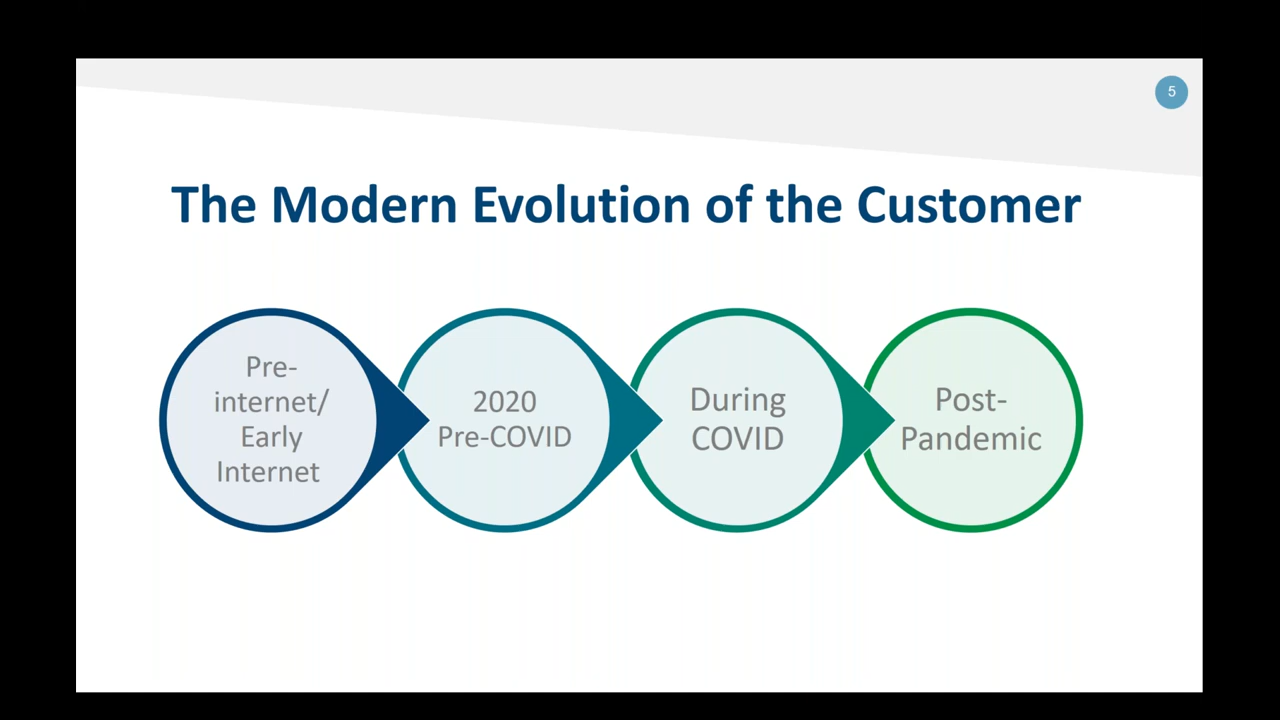 5
The Modern Evolution of the Customer
Pre-
internet/
Early
Internet
2020
Pre-COVID
During
COVID
Post-
Pandemic